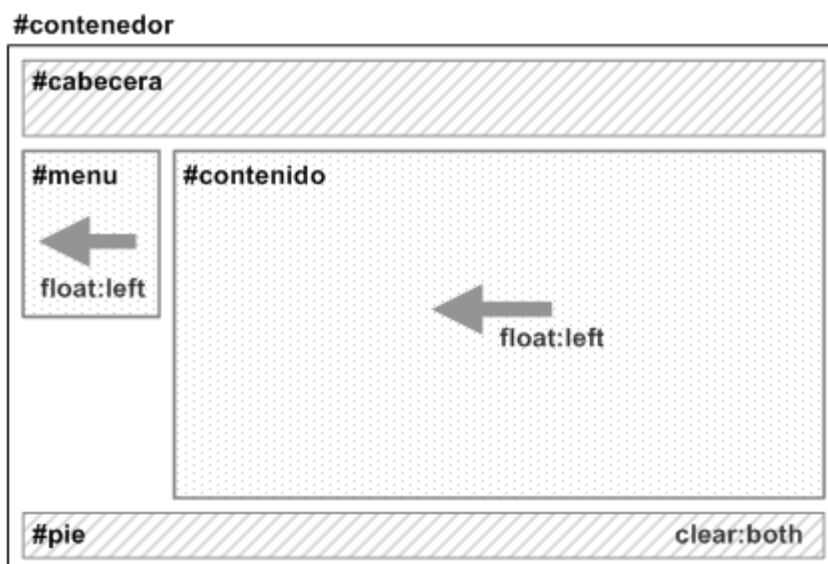 #contenedor
#cabecera
#menu
float:left
#contenido
float:left
#pie
clear:both